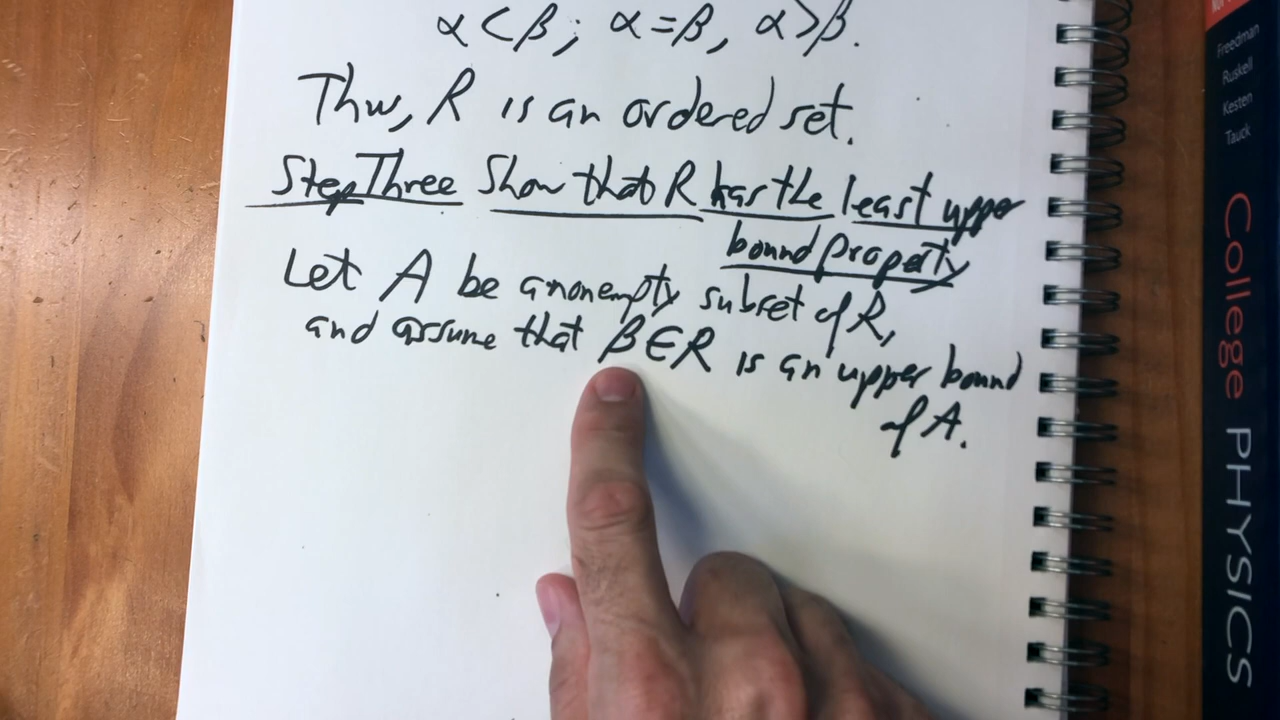 α<β; α=β, α>β.
Thus, R is an ordered set.
Step Three Show that R has the least upper
bound property
Let A be a nonempty subset of R,
and assume that β∈R is an upper bound
of A.
Freedman
Ruskell
Kesten
Tauck
College PHYSICS